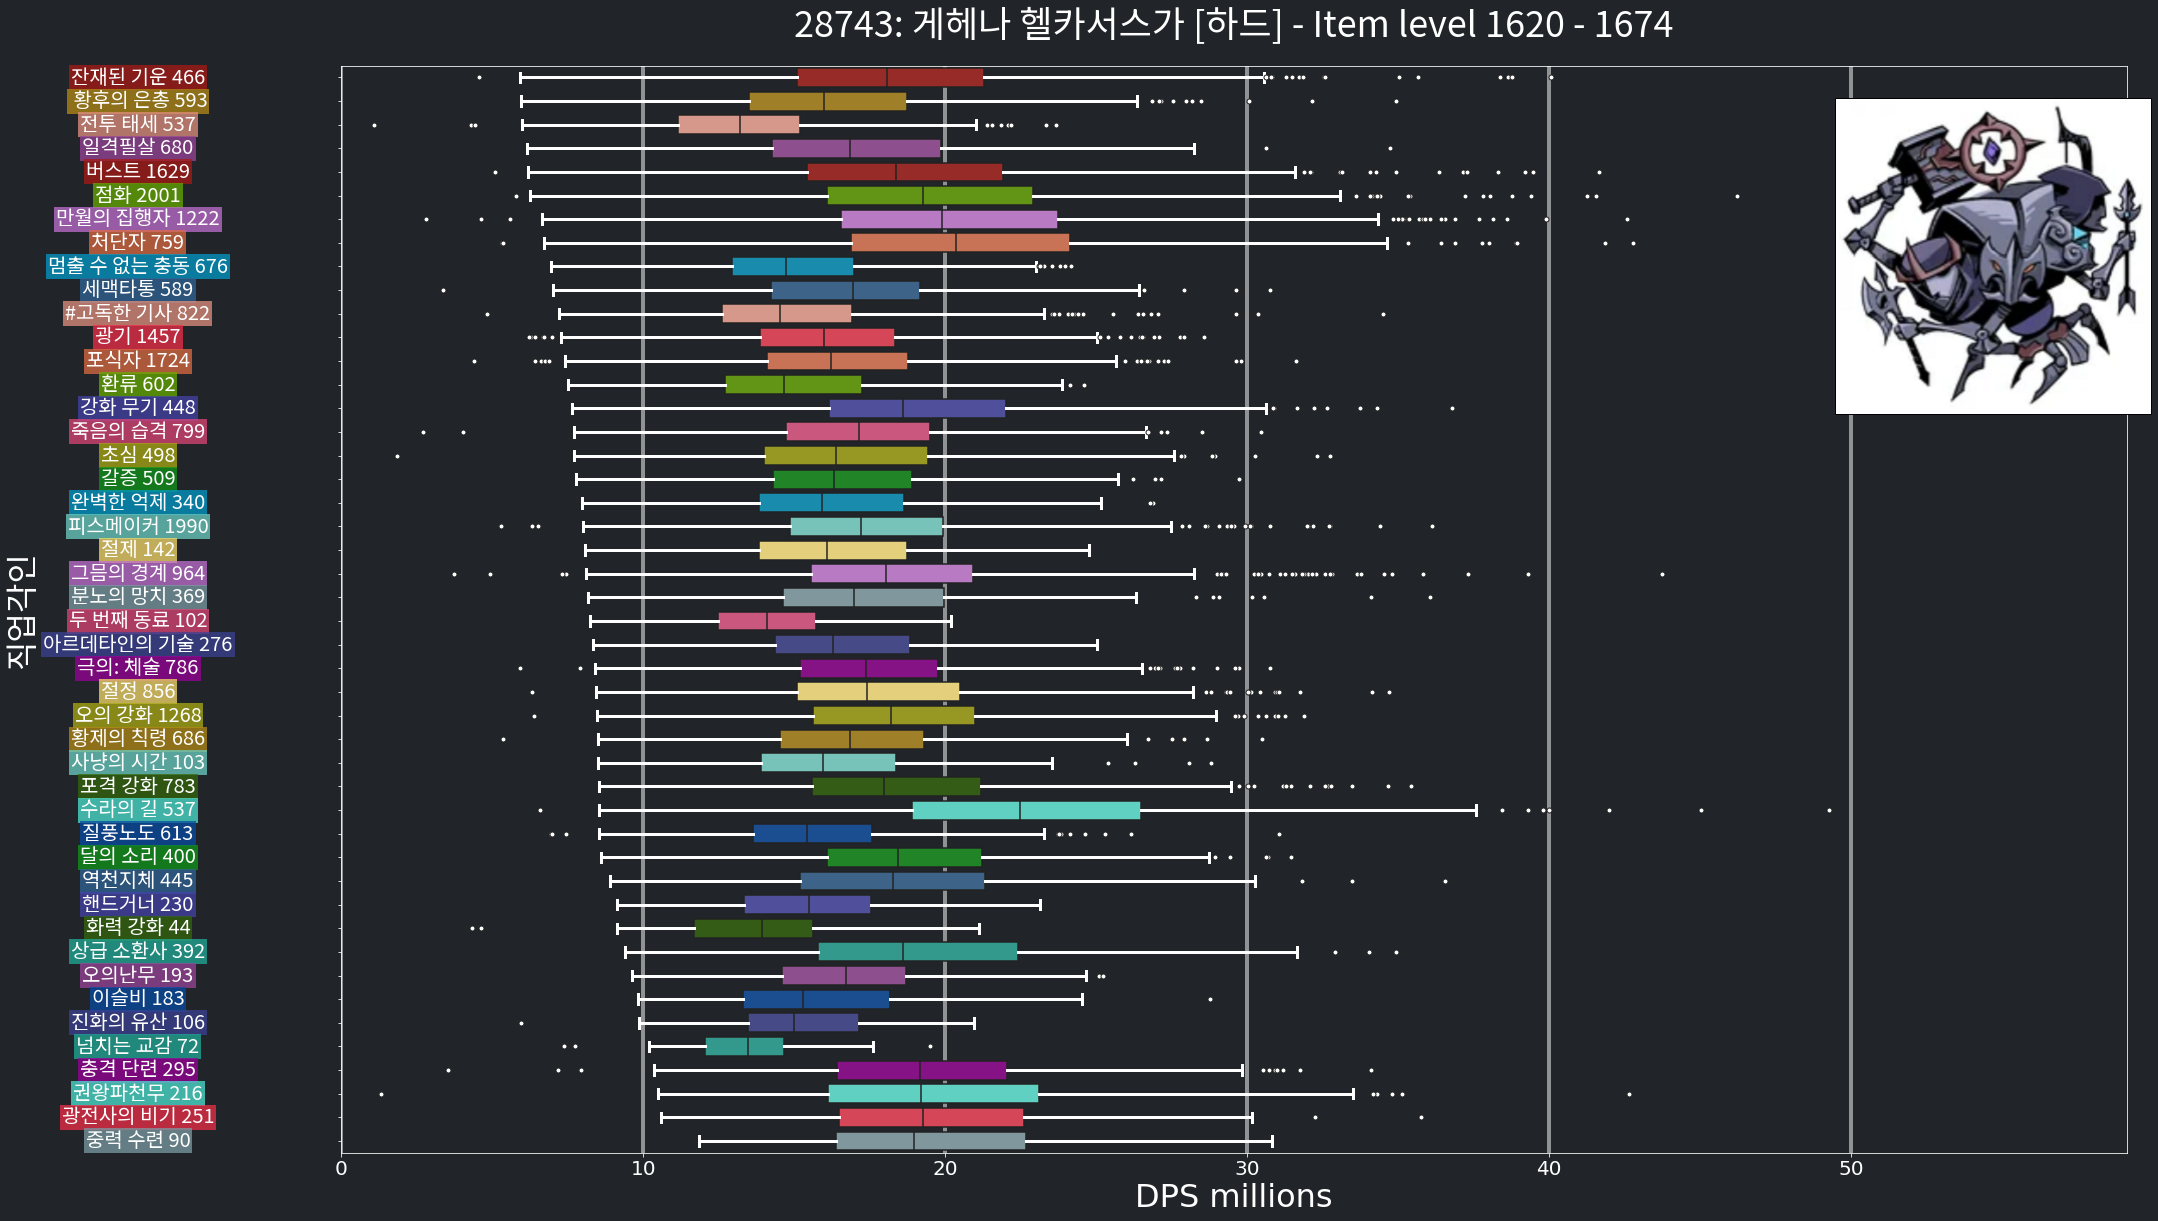 28743: 게헤나 헬카서스가 [하드] - Item level 1620 - 1674
잔재된 기운 466
황후의 은총 593
전투 태세 537
일격필살 680
버스트 1629
점화 2001
만월의 집행자 1222
처단자 759
멈출 수 없는 충동 676
세맥타통 589
#고독한 기사 822
광기 1457
포식자 1724
환류 602
강화 무기 448
죽음의 습격 799
초심 498
갈증 509
완벽한 억제 340
피스메이커 1990
절제 142
그믐의 경계 964
분노의 망치 369
두 번째 동료 102
아르데타인의 기술 276
극의: 체술 786
절정 856
오의 강화 1268
황제의 칙령 686
사냥의 시간 103
포격 강화 783
수라의 길 537
질풍노도 613
달의 소리 400
역천지체 445
핸드거너 230
화력 강화 44
상급 소환사 392
오의난무 193
이슬비 183
진화의 유산 106
넘치는 교감 72
충격 단련 295
권왕파천무 216
광전사의 비기 251
중력 수련 90
직업각인
0 10 20 30 40 50
DPS millions